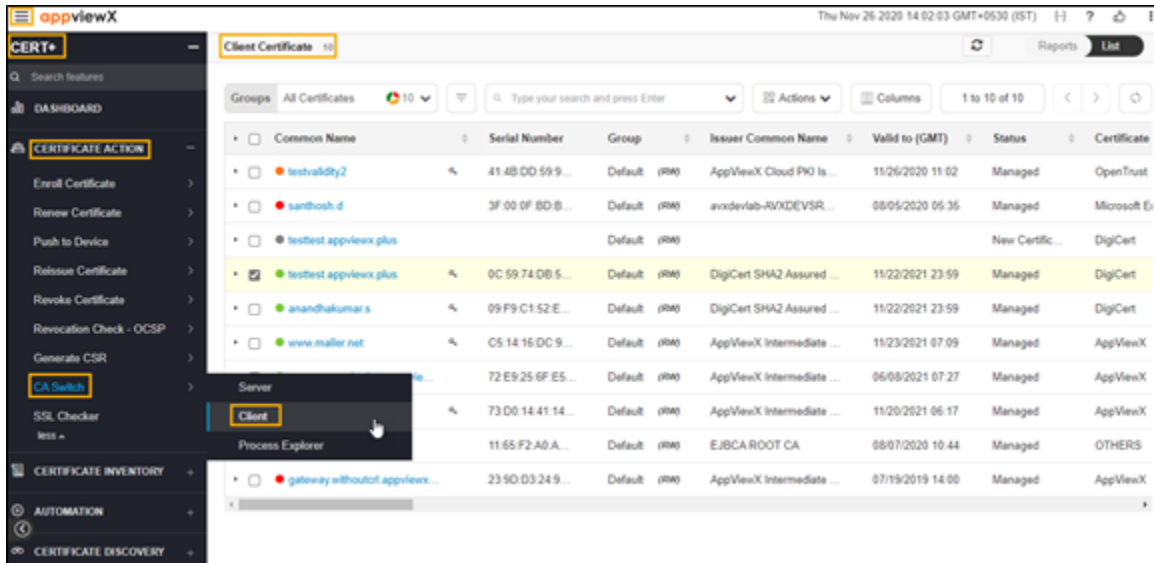 appviewX Thu Nov 26 2020 14:02:03 GMT+0530 (IST) ?
CERT+ Client Certificate 10 Reports List
Search features
Groups All Certificates 10 Type your search and press Enter Actions Columns 1 to 10 of 10
DASHBOARD
Common Name Serial Number Group Issuer Common Name Valid to (GMT) Status Certificate
CERTIFICATE ACTION
testvalidity2 41:4B:DD:59:9... Default (RW) AppViewX Cloud PKI Is... 11/26/2020 11:02 Managed OpenTrust
Enroll Certificate
Renew Certificate
santhosh.d 3F:00:0F:BD:B... Default (RW) avxdevlab-AVXDEVSR... 08/05/2020 05:35 Managed Microsoft
Push to Device
testtest.appviewx.plus Default (RW) New Certific... DigiCert
Reissue Certificate
testtest.appviewx.plus 0C:59:74:DB:5... Default (RW) DigiCert SHA2 Assured ... 11/22/2021 23:59 Managed DigiCert
Revoke Certificate
anandhakumar.s 09:F9:C1:52:E... Default (RW) DigiCert SHA2 Assured ... 11/22/2021 23:59 Managed DigiCert
Revocation Check - OCSP
www.mailer.net C5:14:16:DC:9... Default (RW) AppViewX Intermediate ... 11/23/2021 07:09 Managed AppViewX
Generate CSR
CA Switch Server 72:E9:25:6F:E5... Default (RW) AppViewX Intermediate ... 06/08/2021 07:27 Managed AppViewX
SSL Checker Client 73:D0:14:41:14... Default (RW) AppViewX Intermediate ... 11/20/2021 06:17 Managed AppViewX
less
Process Explorer 11:65:F2:A0:A... Default (RW) EJBCA ROOT CA 08/07/2020 10:44 Managed OTHERS
CERTIFICATE INVENTORY
gateway.withoutcrl.appviewx... 23:9D:D3:24:9... Default (RW) AppViewX Intermediate ... 07/19/2019 14:00 Managed AppViewX
AUTOMATION
CERTIFICATE DISCOVERY